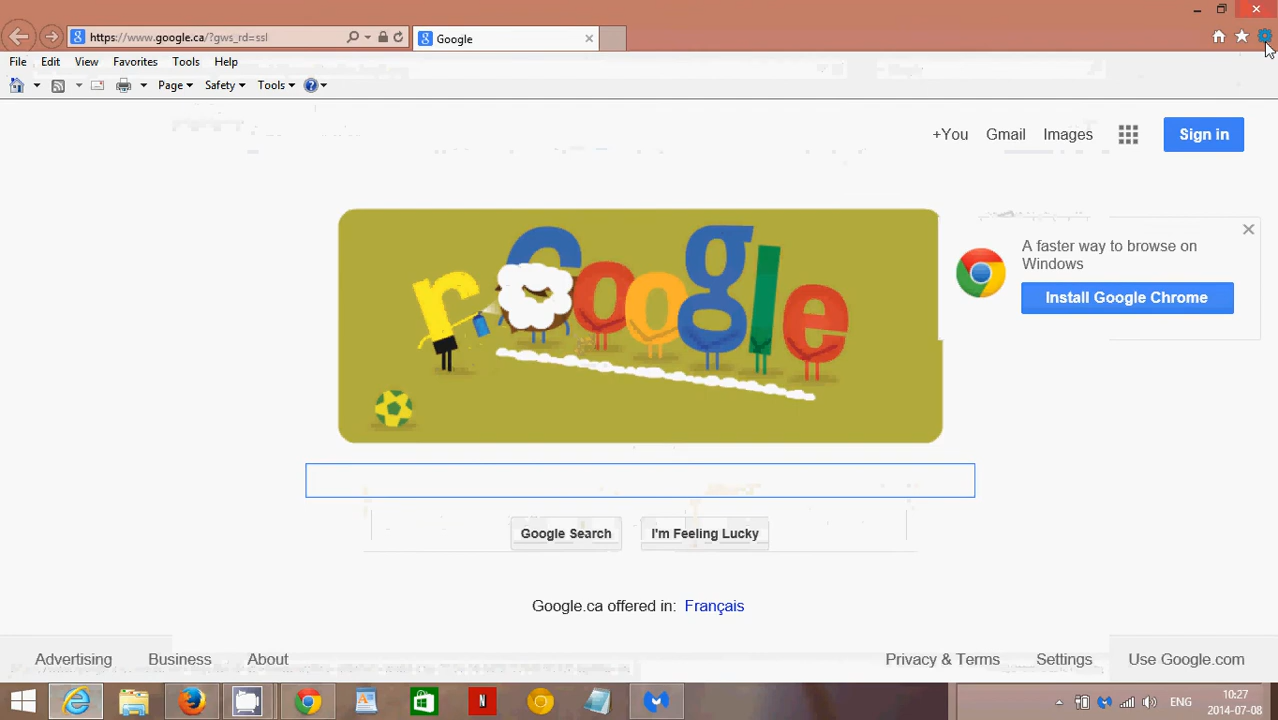 https://www.google.ca/?gws_rd=ssl
Google
File Edit View Favorites Tools Help
Page Safety Tools
+You Gmail Images Sign in
Google
A faster way to browse on
Windows
Install Google Chrome
Google Search I'm Feeling Lucky
Google.ca offered in: Français
Advertising Business About Privacy & Terms Settings Use Google.com
ENG
10:27
2014-07-08